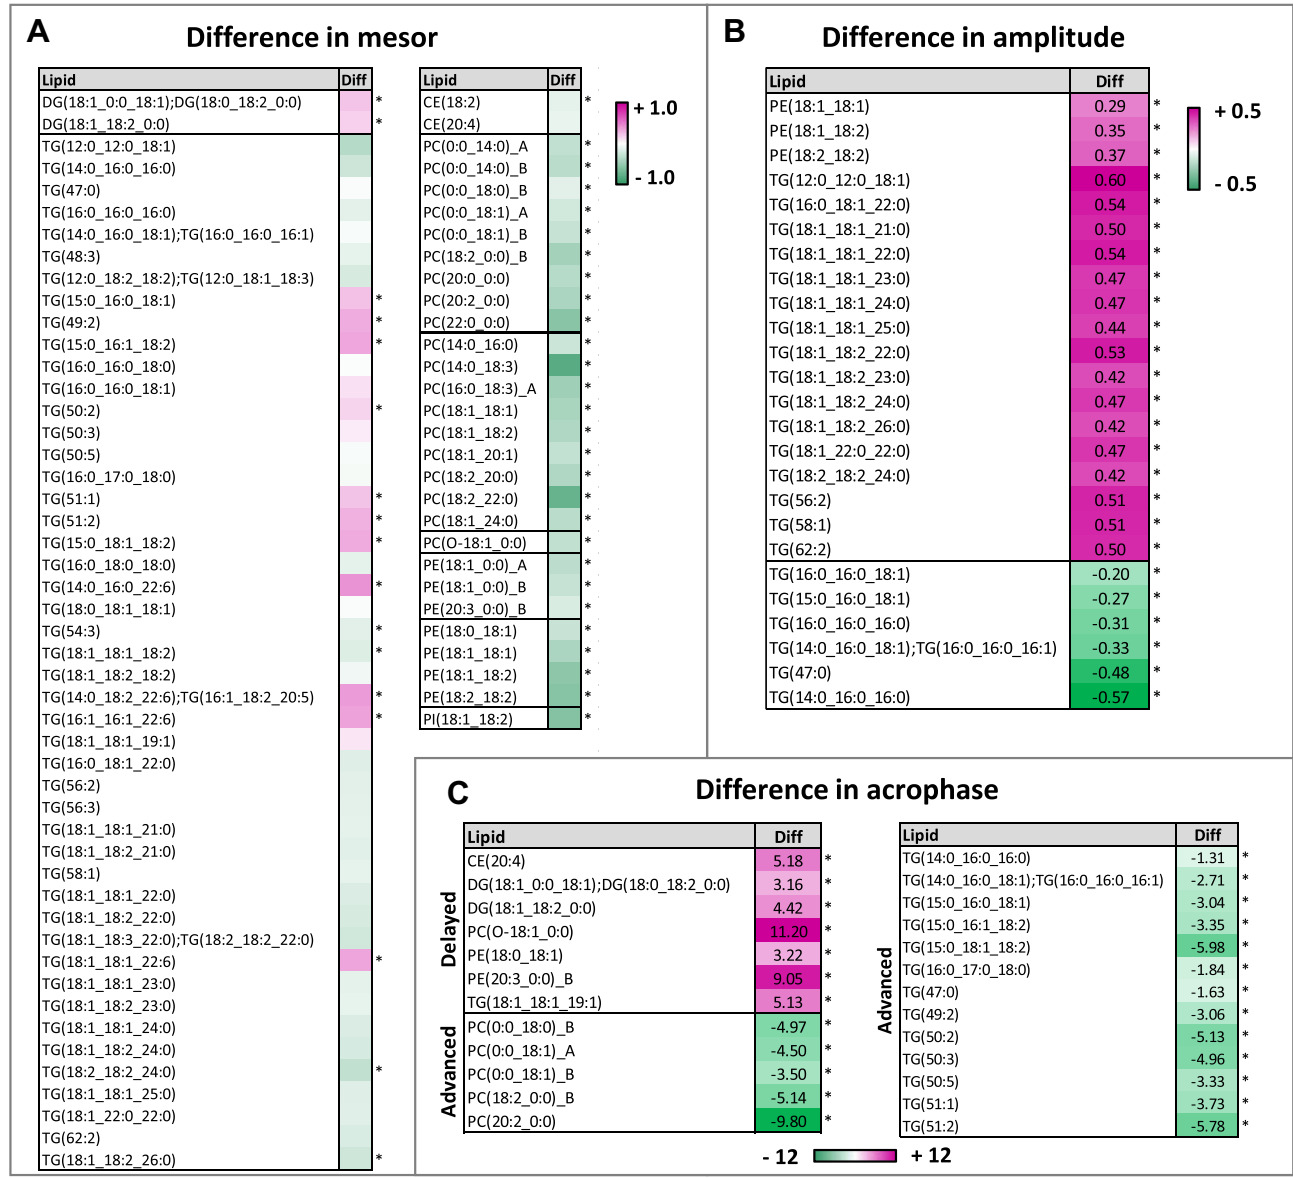 A
Difference in mesor
Lipid Diff
DG(18:1_0:0_18:1);DG(18:0_18:2_0:0) *
DG(18:1_18:2_0:0) *
TG(12:0_12:0_18:1)
TG(14:0_16:0_16:0)
TG(47:0)
TG(16:0_16:0_16:0)
TG(14:0_16:0_18:1);TG(16:0_16:0_16:1)
TG(48:3)
TG(12:0_18:2_18:2);TG(12:0_18:1_18:3)
TG(15:0_16:0_18:1) *
TG(49:2) *
TG(15:0_16:1_18:2) *
TG(16:0_16:0_18:0)
TG(16:0_16:0_18:1)
TG(50:2) *
TG(50:3)
TG(50:5)
TG(16:0_17:0_18:0)
TG(51:1) *
TG(51:2) *
TG(15:0_18:1_18:2) *
TG(16:0_18:0_18:0)
TG(14:0_16:0_22:6) *
TG(18:0_18:1_18:1)
TG(54:3) *
TG(18:1_18:1_18:2) *
TG(18:1_18:2_18:2)
TG(14:0_18:2_22:6);TG(16:1_18:2_20:5) *
TG(16:1_16:1_22:6) *
TG(18:1_18:1_19:1)
TG(16:0_18:1_22:0)
TG(56:2)
TG(56:3)
TG(18:1_18:1_21:0)
TG(18:1_18:2_21:0)
TG(58:1)
TG(18:1_18:1_22:0)
TG(18:1_18:2_22:0)
TG(18:1_18:3_22:0);TG(18:2_18:2_22:0)
TG(18:1_18:1_22:6) *
TG(18:1_18:1_23:0)
TG(18:1_18:2_23:0)
TG(18:1_18:1_24:0)
TG(18:1_18:2_24:0)
TG(18:2_18:2_24:0) *
TG(18:1_18:1_25:0)
TG(18:1_22:0_22:0)
TG(62:2)
TG(18:1_18:2_26:0) *
Lipid Diff
CE(18:2) *
CE(20:4)
PC(0:0_14:0)_A *
PC(0:0_14:0)_B *
PC(0:0_18:0)_B *
PC(0:0_18:1)_A *
PC(0:0_18:1)_B *
PC(18:2_0:0)_B *
PC(20:0_0:0) *
PC(20:2_0:0) *
PC(22:0_0:0) *
PC(14:0_16:0) *
PC(14:0_18:3) *
PC(16:0_18:3)_A *
PC(18:1_18:1) *
PC(18:1_18:2) *
PC(18:1_20:1) *
PC(18:2_20:0) *
PC(18:2_22:0) *
PC(18:1_24:0) *
PC(O-18:1_0:0) *
PE(18:1_0:0)_A *
PE(18:1_0:0)_B *
PE(20:3_0:0)_B *
PE(18:0_18:1) *
PE(18:1_18:1) *
PE(18:1_18:2) *
PE(18:2_18:2) *
PI(18:1_18:2) *
+ 1.0
- 1.0
B
Difference in amplitude
Lipid Diff
PE(18:1_18:1) 0.29 *
PE(18:1_18:2) 0.35 *
PE(18:2_18:2) 0.37 *
TG(12:0_12:0_18:1) 0.60 *
TG(16:0_18:1_22:0) 0.54 *
TG(18:1_18:1_21:0) 0.50 *
TG(18:1_18:1_22:0) 0.54 *
TG(18:1_18:1_23:0) 0.47 *
TG(18:1_18:1_24:0) 0.47 *
TG(18:1_18:1_25:0) 0.44 *
TG(18:1_18:2_22:0) 0.53 *
TG(18:1_18:2_23:0) 0.42 *
TG(18:1_18:2_24:0) 0.47 *
TG(18:1_18:2_26:0) 0.42 *
TG(18:1_22:0_22:0) 0.47 *
TG(18:2_18:2_24:0) 0.42 *
TG(56:2) 0.51 *
TG(58:1) 0.51 *
TG(62:2) 0.50 *
TG(16:0_16:0_18:1) -0.20 *
TG(15:0_16:0_18:1) -0.27 *
TG(16:0_16:0_16:0) -0.31 *
TG(14:0_16:0_18:1);TG(16:0_16:0_16:1) -0.33 *
TG(47:0) -0.48 *
TG(14:0_16:0_16:0) -0.57 *
+ 0.5
- 0.5
C
Difference in acrophase
Lipid Diff
Delayed
CE(20:4) 5.18 *
DG(18:1_0:0_18:1);DG(18:0_18:2_0:0) 3.16 *
DG(18:1_18:2_0:0) 4.42 *
PC(O-18:1_0:0) 11.20 *
PE(18:0_18:1) 3.22 *
PE(20:3_0:0)_B 9.05 *
TG(18:1_18:1_19:1) 5.13 *
Advanced
PC(0:0_18:0)_B -4.97 *
PC(0:0_18:1)_A -4.50 *
PC(0:0_18:1)_B -3.50 *
PC(18:2_0:0)_B -5.14 *
PC(20:2_0:0) -9.80 *
Lipid Diff
Advanced
TG(14:0_16:0_16:0) -1.31 *
TG(14:0_16:0_18:1);TG(16:0_16:0_16:1) -2.71 *
TG(15:0_16:0_18:1) -3.04 *
TG(15:0_16:1_18:2) -3.35 *
TG(15:0_18:1_18:2) -5.98 *
TG(16:0_17:0_18:0) -1.84 *
TG(47:0) -1.63 *
TG(49:2) -3.06 *
TG(50:2) -5.13 *
TG(50:3) -4.96 *
TG(50:5) -3.33 *
TG(51:1) -3.73 *
TG(51:2) -5.78 *
- 12 + 12